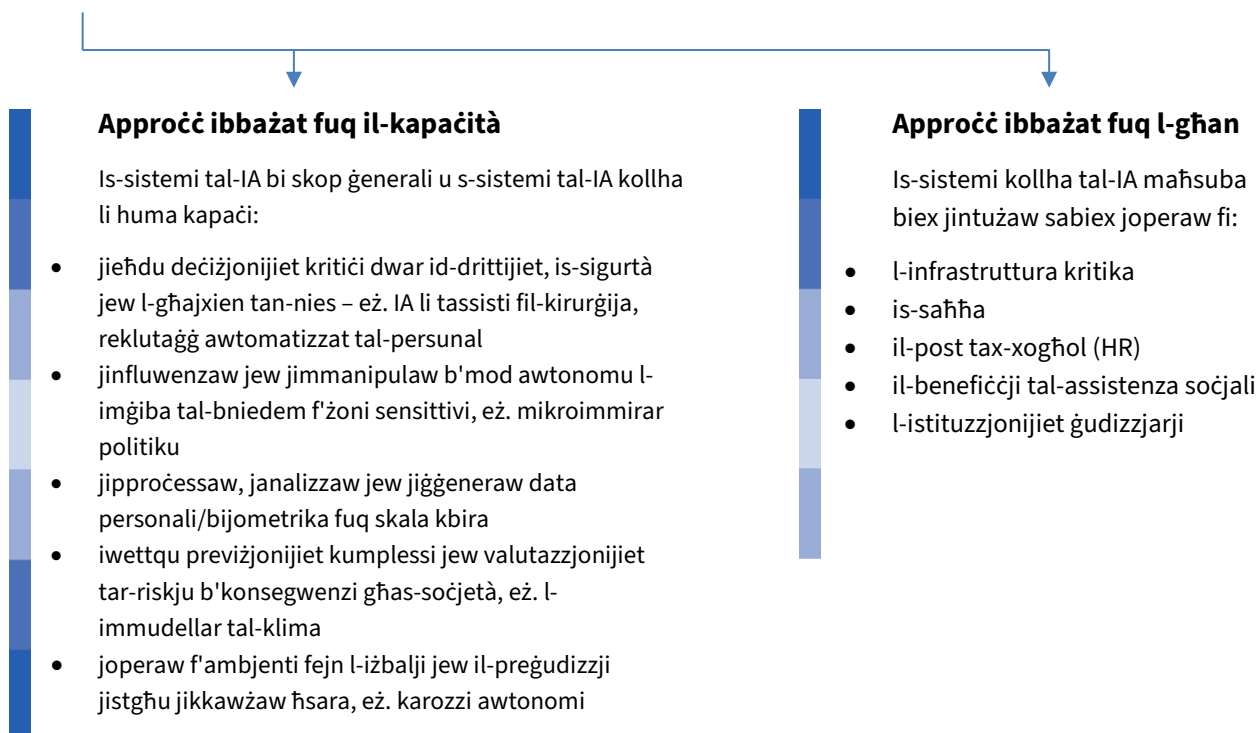 Approċċ ibbażat fuq il-kapaċità
Is-sistemi tal-IA bi skop ġenerali u s-sistemi tal-IA kollha
li huma kapaċi:
• jieħdu deċiżjonijiet kritiċi dwar id-drittijiet, is-sigurtà
jew l-għajxien tan-nies – eż. IA li tassisti fil-kirurġija,
reklutaġġ awtomatizzat tal-persunal
• jinfluwenzaw jew jimmanipulaw b'mod awtonomu l-
imġiba tal-bniedem f'żoni sensittivi, eż. mikroimmirar
politiku
• jipproċessaw, janalizzaw jew jiġġeneraw data
personali/bijometrika fuq skala kbira
• iwettqu previżjonijiet kumplessi jew valutazzjonijiet
tar-riskju b'konsegwenzi għas-soċjetà, eż. l-
immudellar tal-klima
• joperaw f'ambjenti fejn l-iżbalji jew il-preġudizzji
jistgħu jikkawżaw ħsara, eż. karozzi awtonomi
Approċċ ibbażat fuq l-għan
Is-sistemi kollha tal-IA maħsuba
biex jintużaw sabiex joperaw fi:
• l-infrastruttura kritika
• is-saħħa
• il-post tax-xogħol (HR)
• il-benefiċċji tal-assistenza soċjali
• l-istituzzjonijiet ġudizzjarji